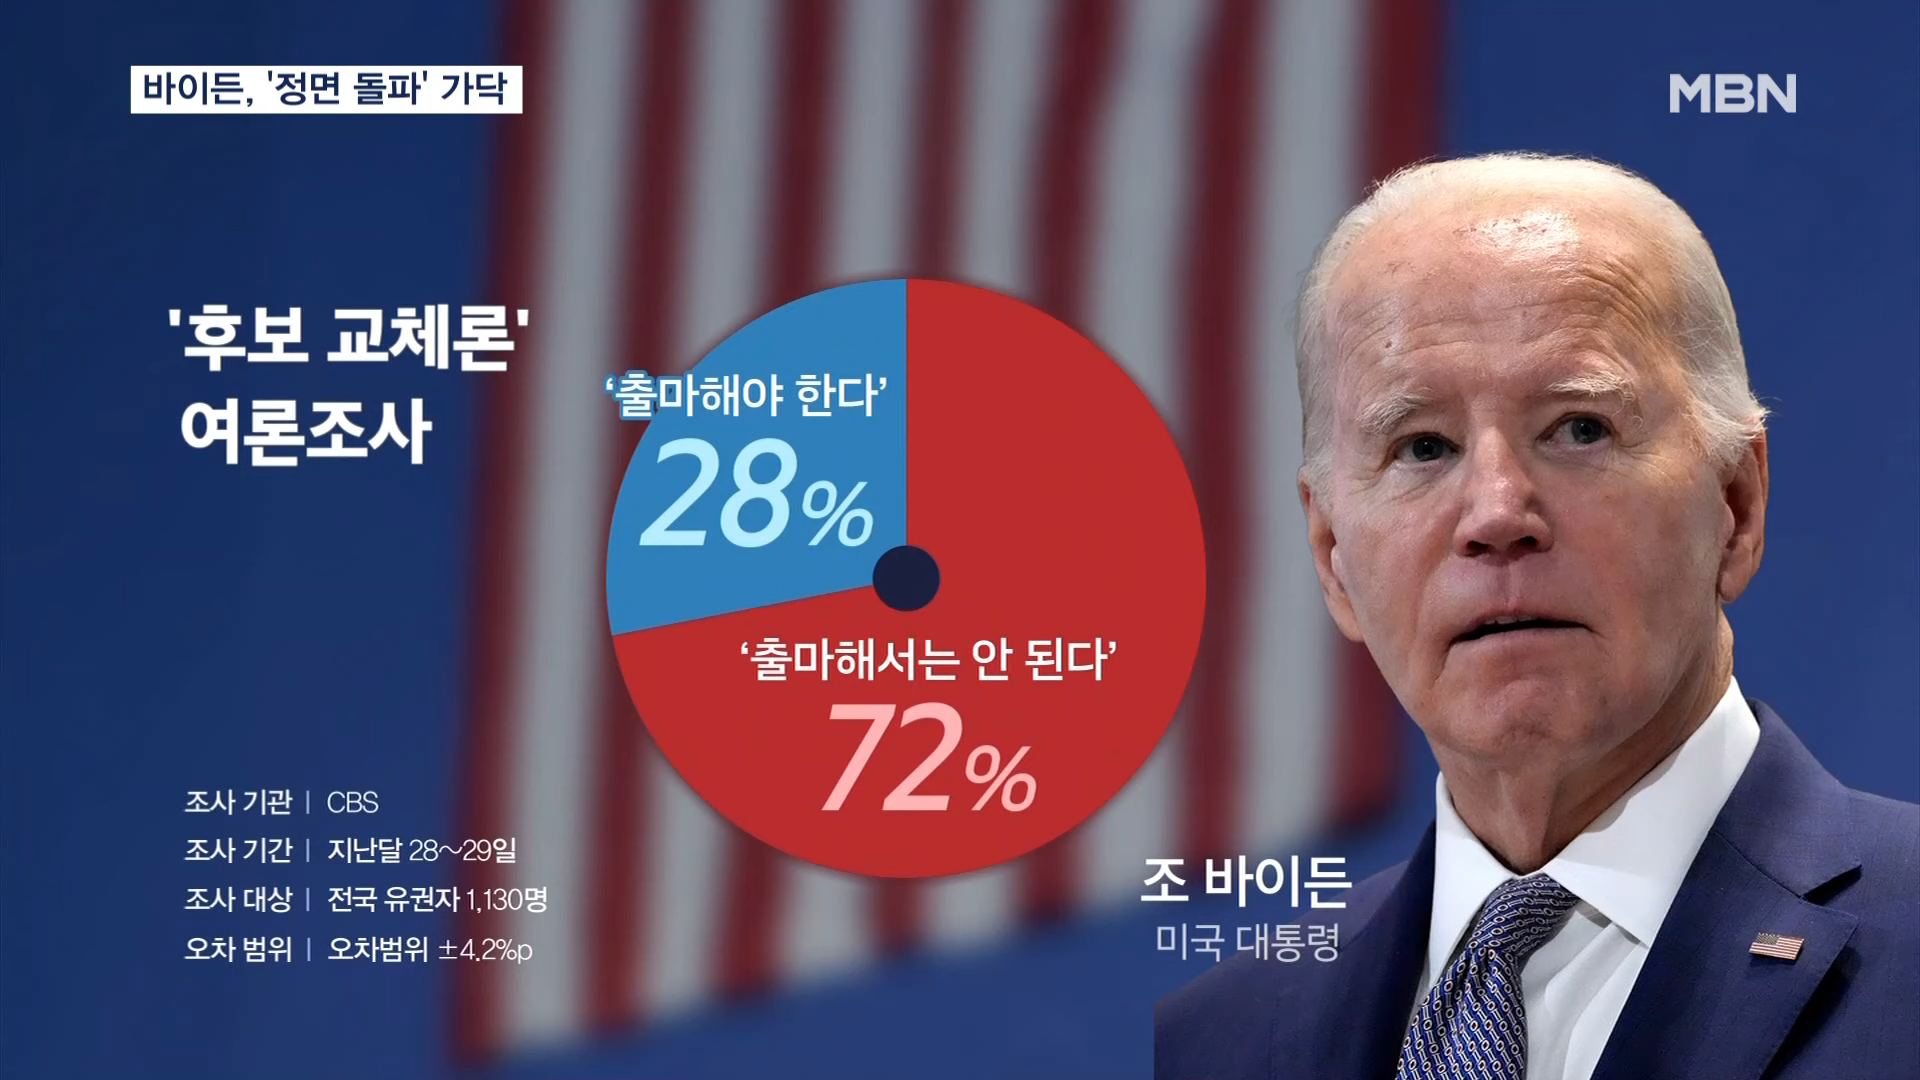 바이든, '정면 돌파' 가닥
MBN
'후보 교체론'
여론조사
‘출마해야 한다’
28%
‘출마해서는 안 된다’
72%
조사 기관 | CBS
조사 기간 | 지난달 28~29일
조사 대상 | 전국 유권자 1,130명
오차 범위 | 오차범위 ±4.2%p
조 바이든
미국 대통령